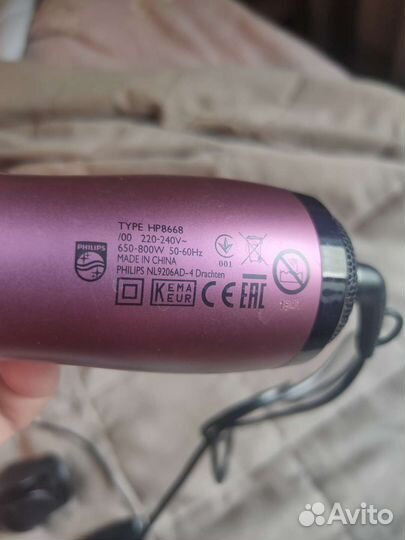 TYPE HP8668
/00 220-240V~
650-800W 50-60Hz
MADE IN CHINA
PHILIPS NL9206AD-4 Drachten
PHILIPS
001
KEMA
KEUR
CE EAC
Avito